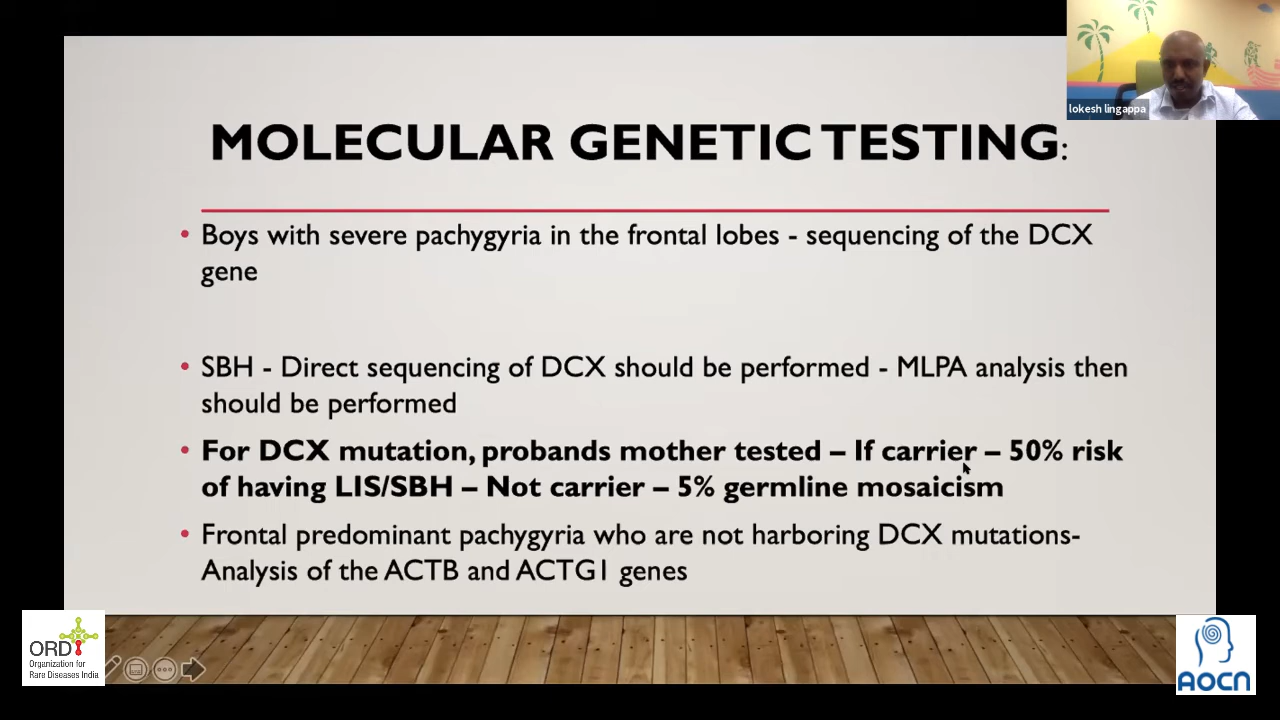 lokesh lingappa
MOLECULAR GENETIC TESTING:
• Boys with severe pachygyria in the frontal lobes - sequencing of the DCX
gene
• SBH - Direct sequencing of DCX should be performed - MLPA analysis then
should be performed
• For DCX mutation, probands mother tested – If carrier – 50% risk
of having LIS/SBH – Not carrier – 5% germline mosaicism
• Frontal predominant pachygyria who are not harboring DCX mutations-
Analysis of the ACTB and ACTG1 genes
ORDI
Organization for
Rare Diseases India
AOCN